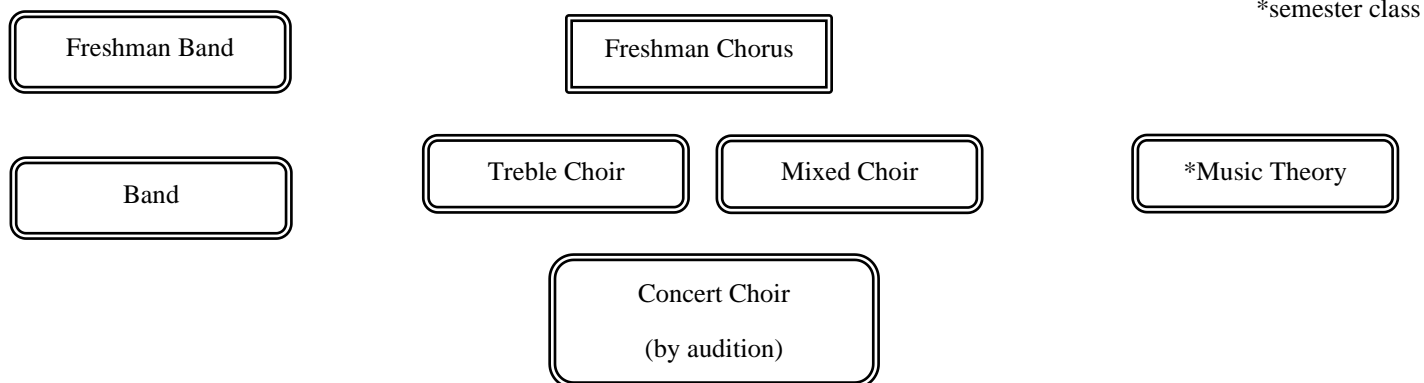 *semester class
Freshman Band
Freshman Chorus
Treble Choir
Mixed Choir
*Music Theory
Band
Concert Choir
(by audition)